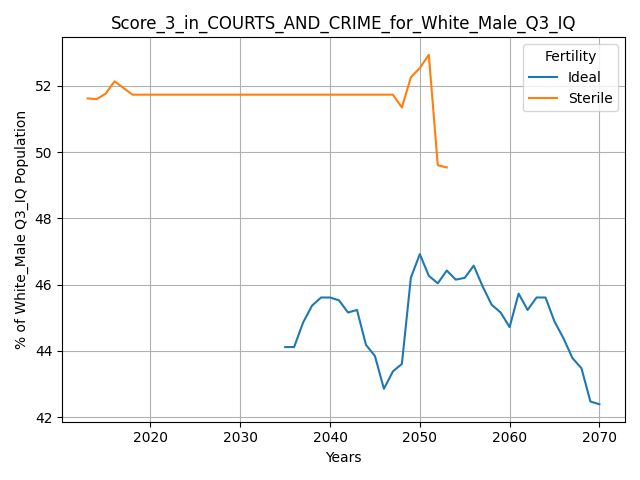 Score_3_in_COURTS_AND_CRIME_for_White_Male_Q3_IQ
Fertility
Ideal
Sterile
% of White_Male Q3_IQ Population
52
50
48
46
44
42
2020
2030
2040
2050
2060
2070
Years